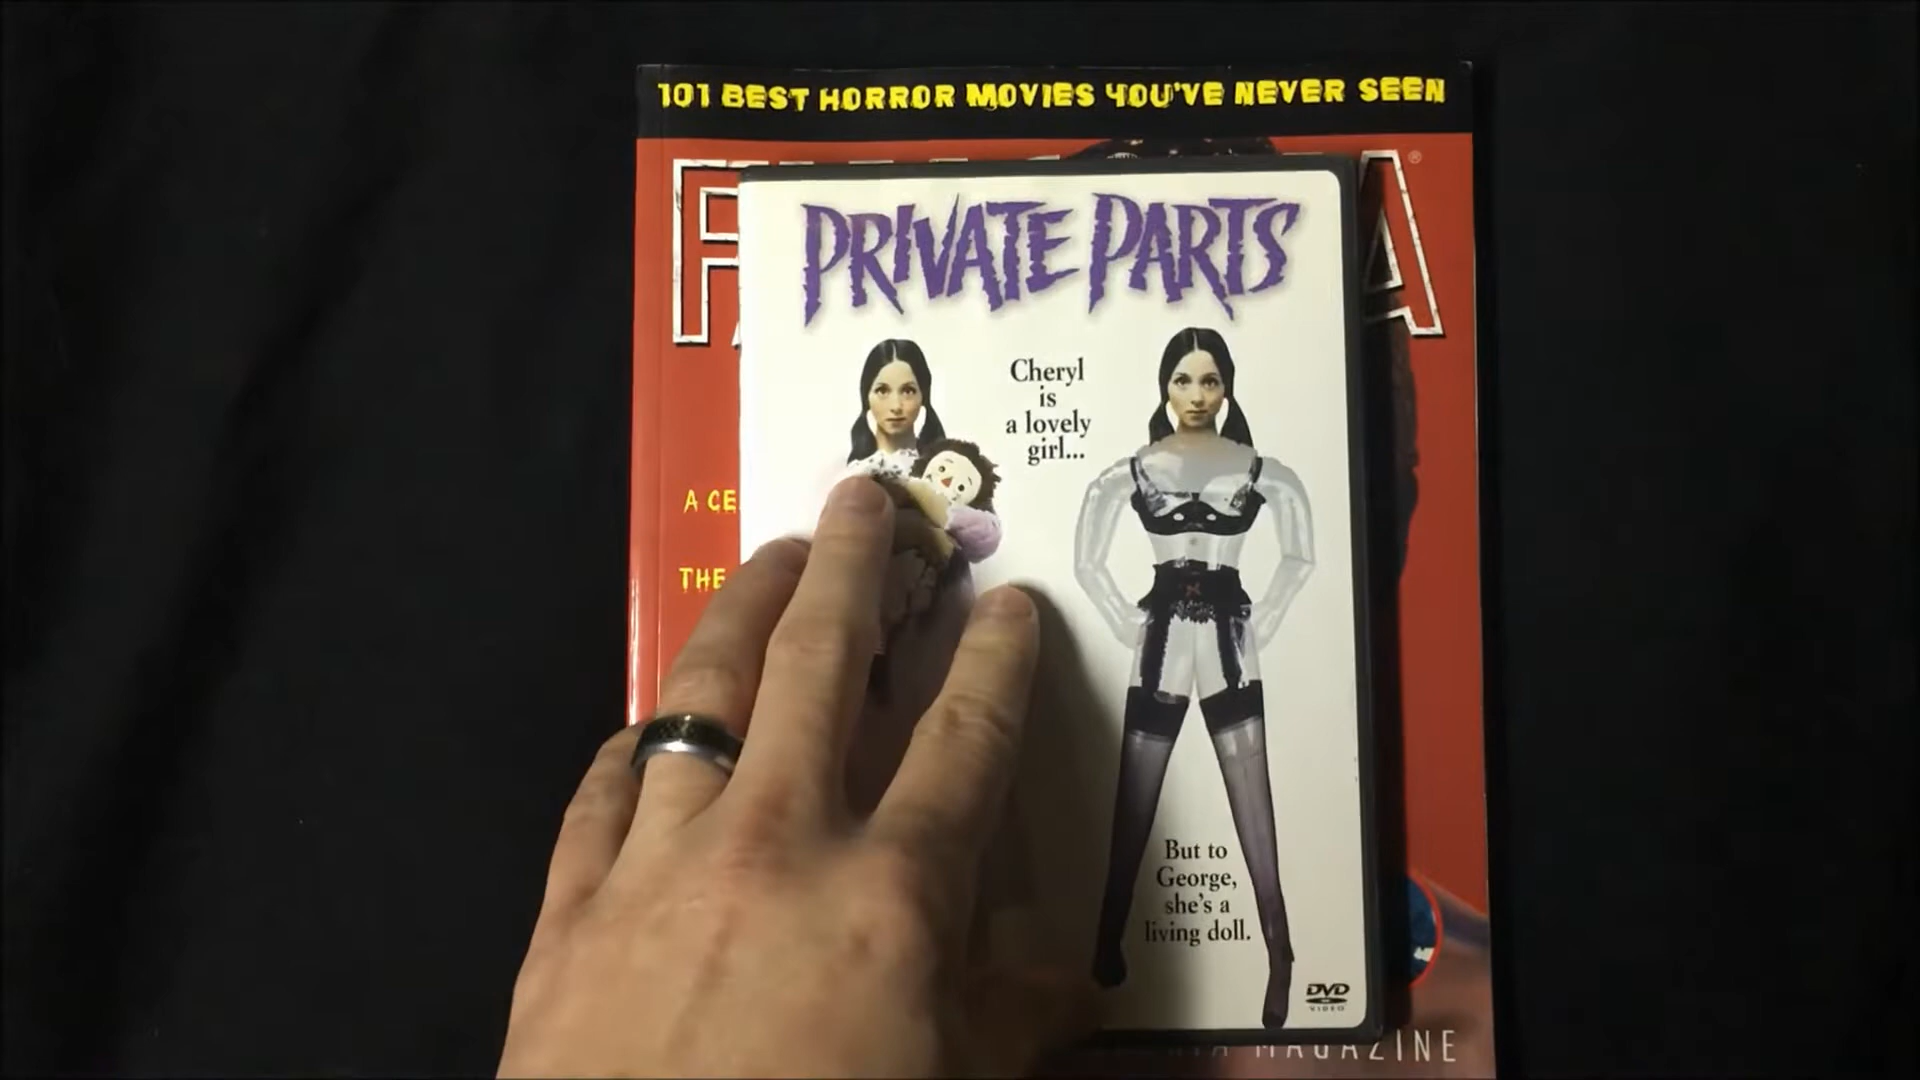 101 BEST HORROR MOVIES YOU'VE NEVER SEEN
PRIVATE PARTS
Cheryl
is
a lovely
girl...
A CE
THE
But to
George,
she's a
living doll.
DVD
VIDEO
MAGAZINE